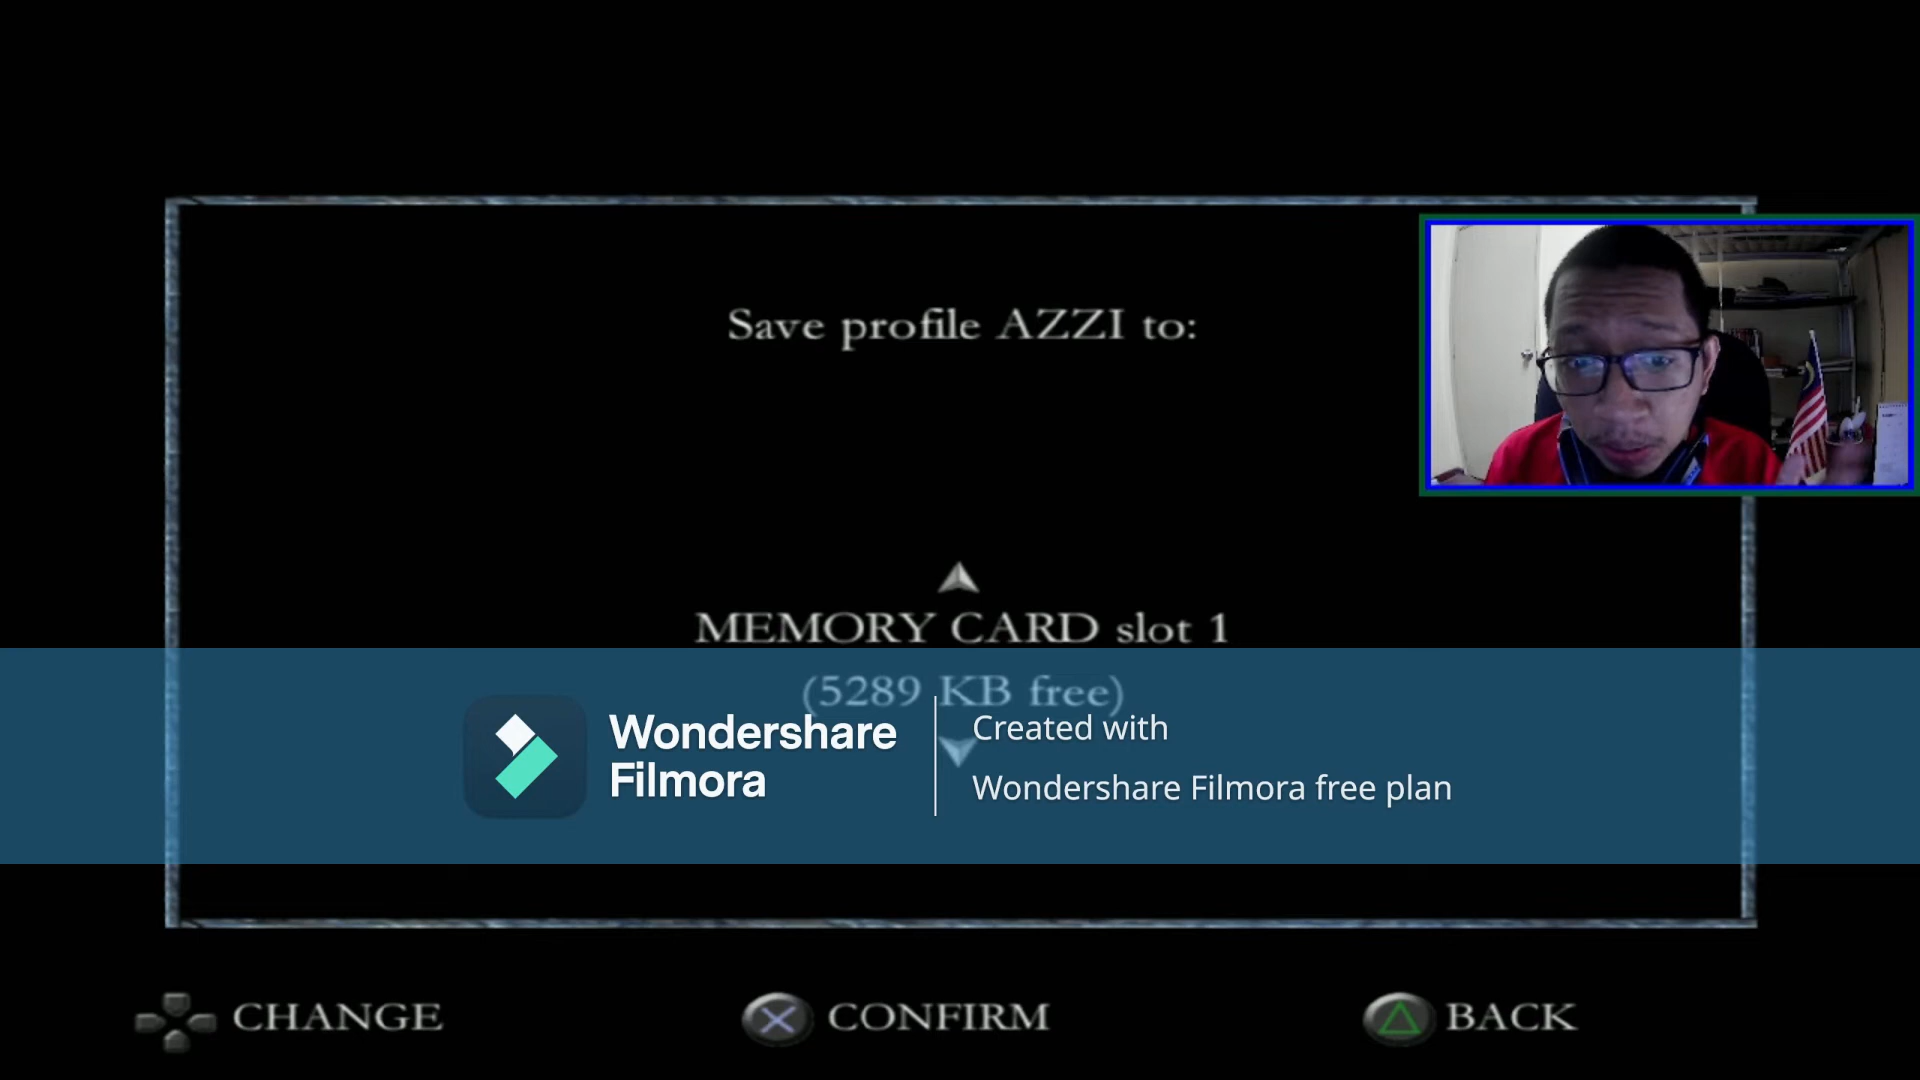 Save profile AZZI to:
MEMORY CARD slot 1
(5289 KB free)
Wondershare
Filmora
Created with
Wondershare Filmora free plan
CHANGE
CONFIRM
BACK